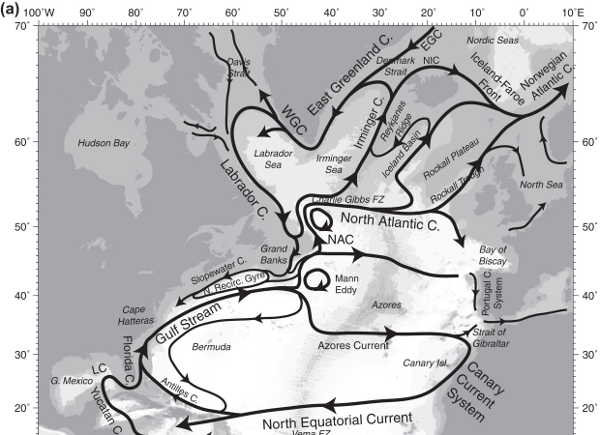 (a)
100°W 90° 80° 70° 60° 50° 40° 30° 20° 10° 0° 10°E
70° 70°
EGC
Nordic Seas
Davis
Strait
Denmark
Strait
NIC
East Greenland C.
Iceland-Faroe
Front
Norwegian
Atlantic C.
WGC
Irminger C.
Reykjanes
Ridge
60° 60°
Hudson Bay
Labrador
Sea
Irminger
Sea
Iceland Basin
Rockall Plateau
Rockall Trough
North Sea
Labrador C.
Charlie Gibbs FZ
50° 50°
North Atlantic C.
NAC
Grand
Banks
Bay of
Biscay
Slopewater C.
N. Recirc. Gyre
Mann
Eddy
Portugal C.
System
40° 40°
Cape
Hatteras
Azores
Gulf Stream
Strait of
Gibraltar
Florida C.
Bermuda
Azores Current
30° 30°
LC
G. Mexico
Canary Isl.
Canary
Current
System
Antilles C.
Yucatan C.
20° 20°
North Equatorial Current
Vema FZ